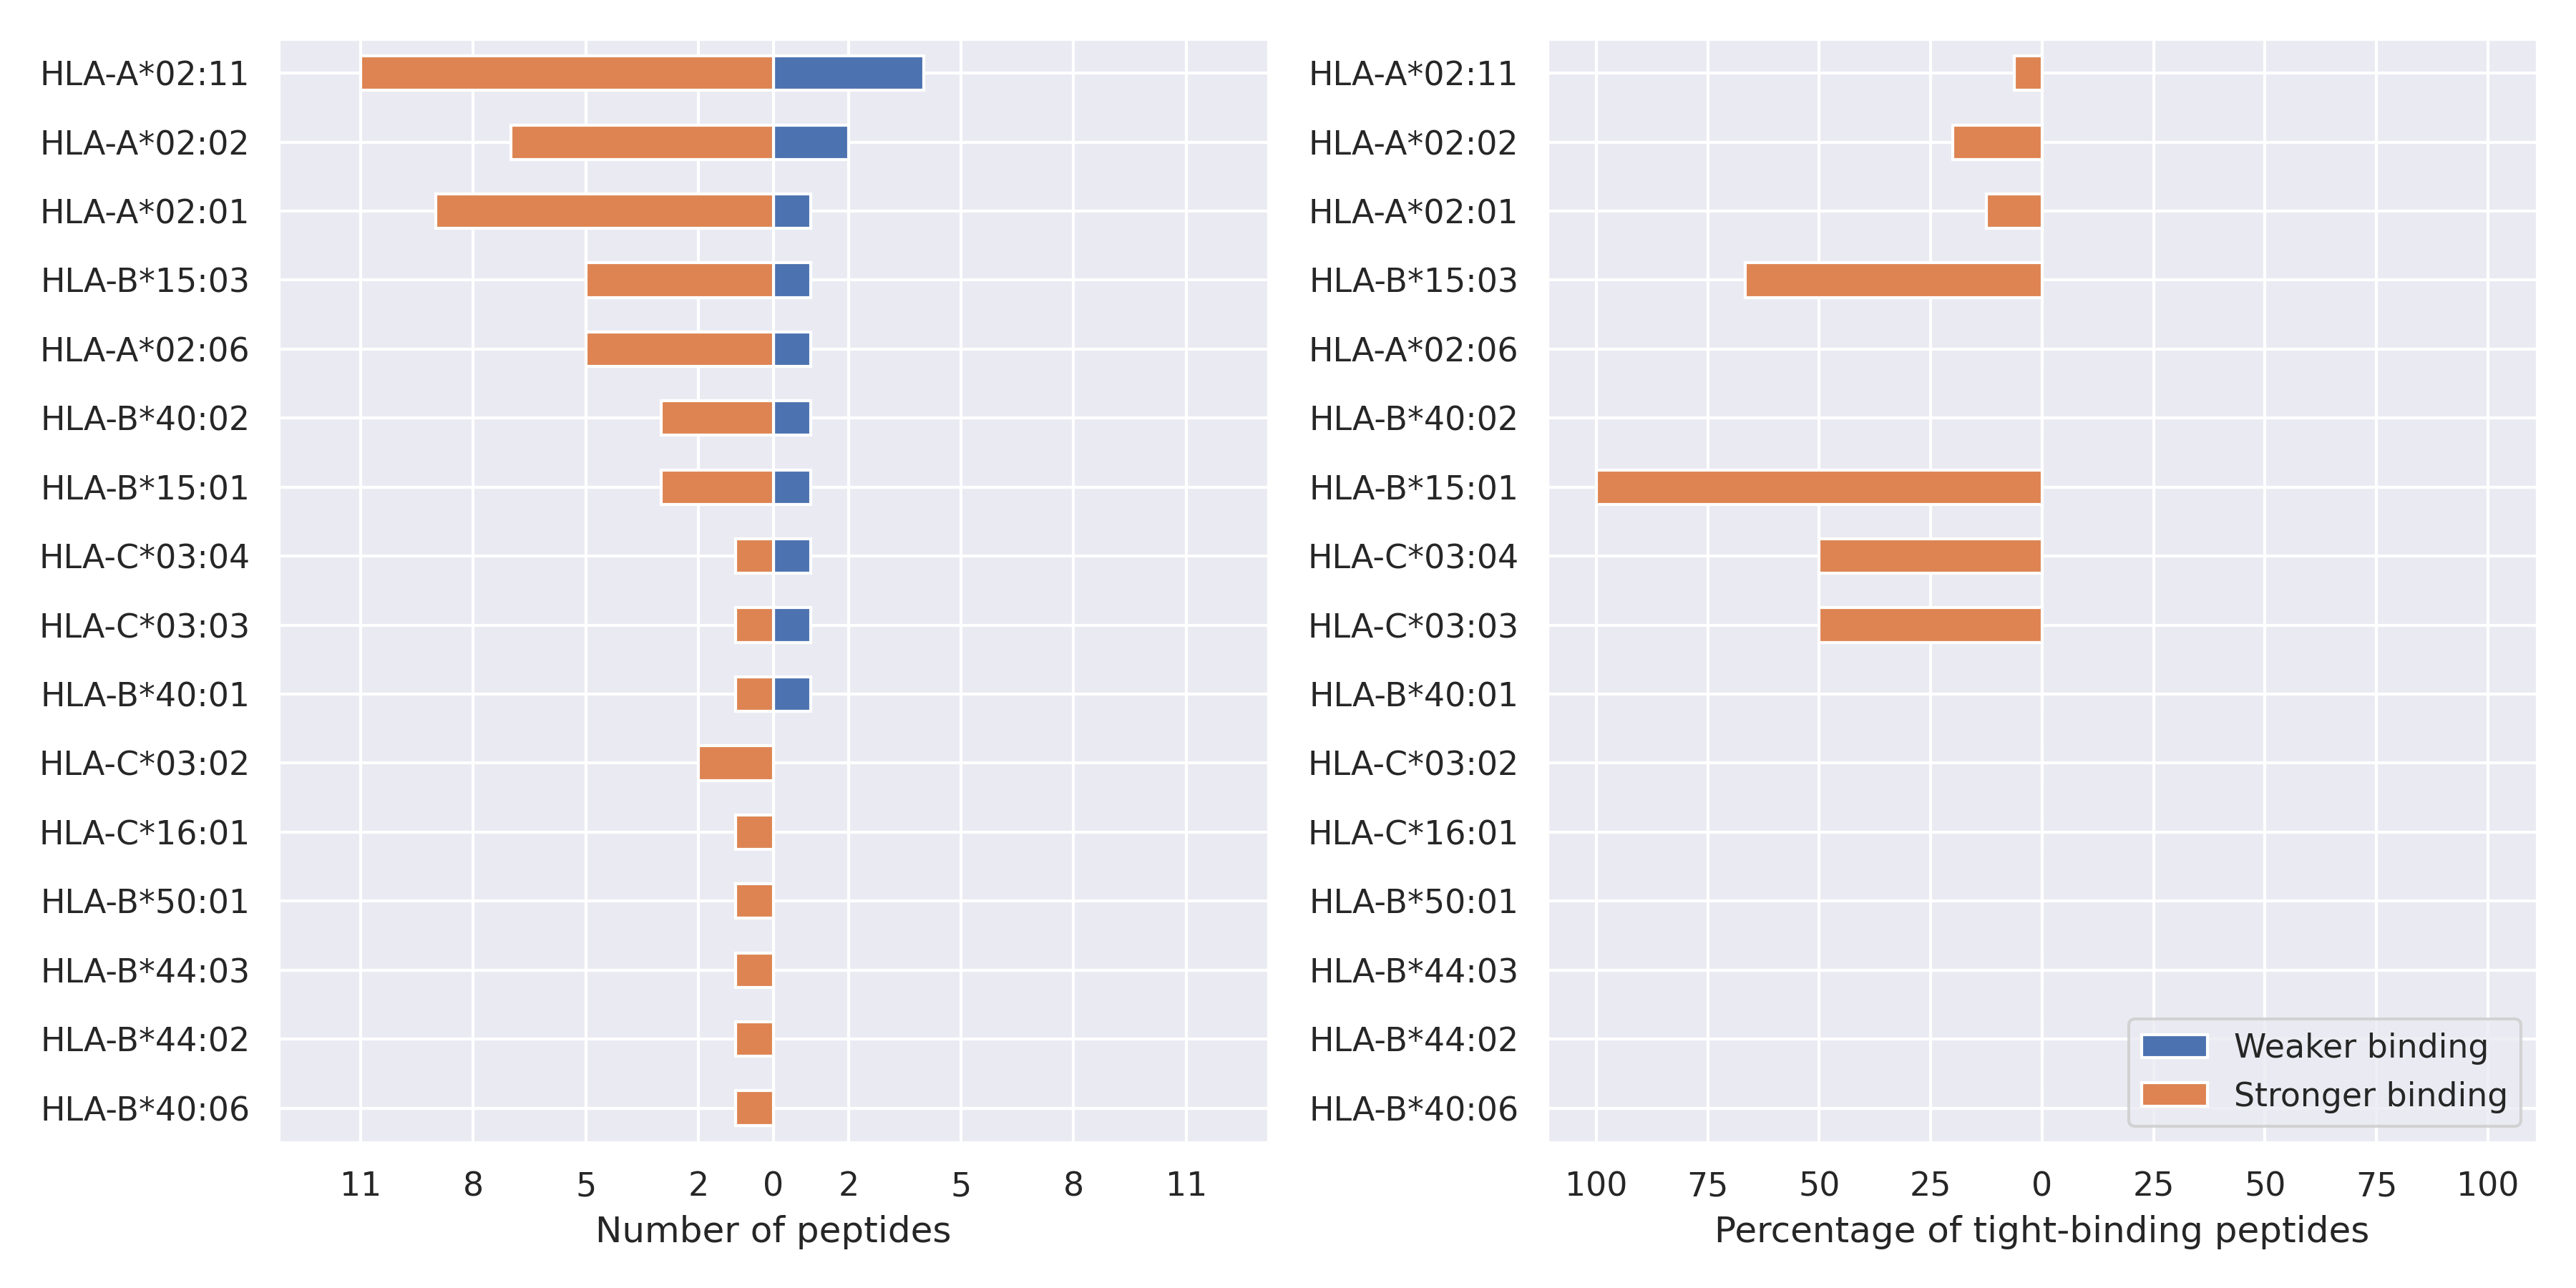 HLA-A*02:11
HLA-A*02:02
HLA-A*02:01
HLA-B*15:03
HLA-A*02:06
HLA-B*40:02
HLA-B*15:01
HLA-C*03:04
HLA-C*03:03
HLA-B*40:01
HLA-C*03:02
HLA-C*16:01
HLA-B*50:01
HLA-B*44:03
HLA-B*44:02
HLA-B*40:06
11 8 5 2 0 2 5 8 11
Number of peptides
HLA-A*02:11
HLA-A*02:02
HLA-A*02:01
HLA-B*15:03
HLA-A*02:06
HLA-B*40:02
HLA-B*15:01
HLA-C*03:04
HLA-C*03:03
HLA-B*40:01
HLA-C*03:02
HLA-C*16:01
HLA-B*50:01
HLA-B*44:03
HLA-B*44:02
HLA-B*40:06
Weaker binding
Stronger binding
100 75 50 25 0 25 50 75 100
Percentage of tight-binding peptides